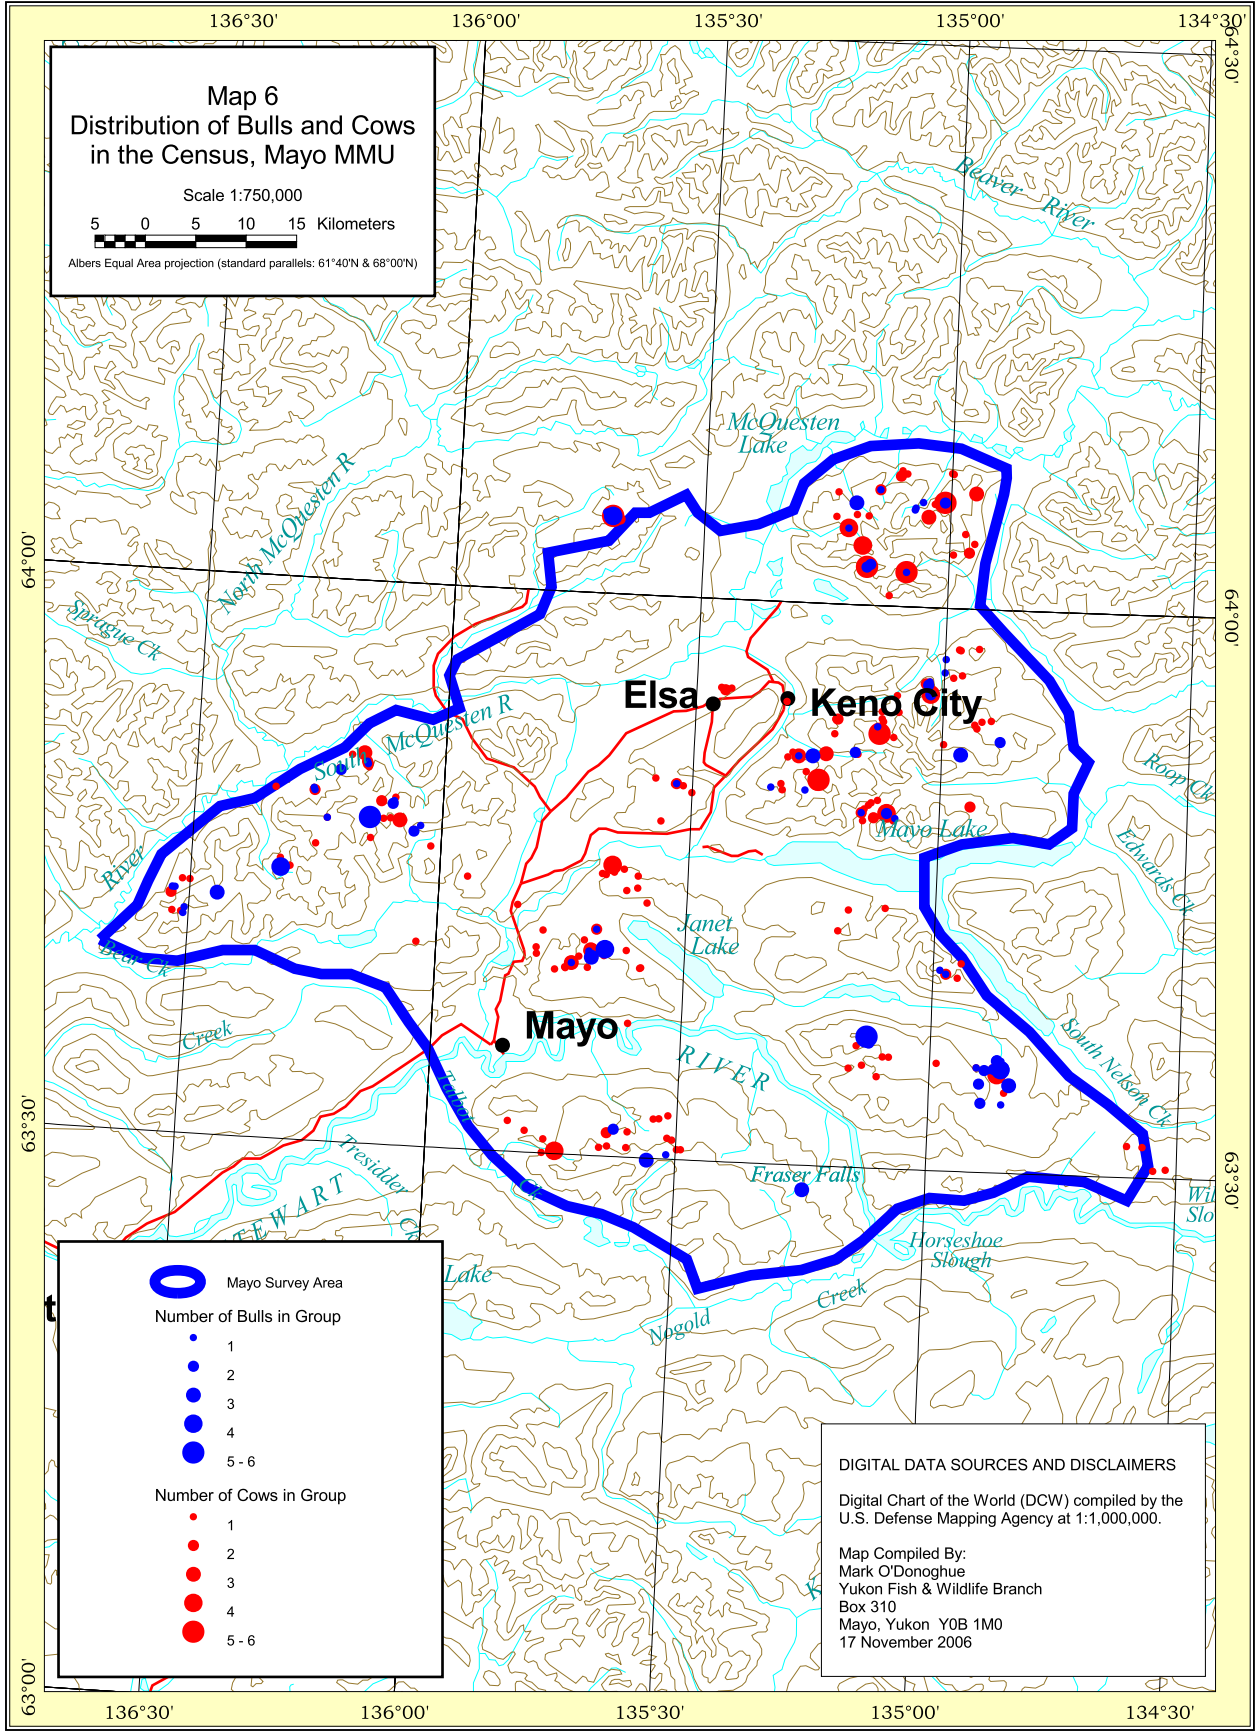 136°30'
136°00'
135°30'
135°00'
134°30'
64°30'
Map 6
Distribution of Bulls and Cows
in the Census, Mayo MMU
Scale 1:750,000
5 0 5 10 15 Kilometers
Albers Equal Area projection (standard parallels: 61°40'N & 68°00'N)
Beaver River
McQuesten
Lake
North McQuesten R
64°00'
64°00'
Sprague Ck
Elsa
Keno City
South McQuesten R
Roop Ck
Mayo Lake
Edwards Ck
River
Bear Ck
Janet
Lake
Creek
Mayo
RIVER
South Nelson Ck
Talbot
Ck
63°30'
63°30'
Tresidder
Ck
Fraser Falls
TEWART
Wil
Slo
Horseshoe
Slough
Lake
Creek
Nogold
t
Mayo Survey Area
Number of Bulls in Group
1
2
3
4
5 - 6
Number of Cows in Group
1
2
3
4
5 - 6
DIGITAL DATA SOURCES AND DISCLAIMERS
Digital Chart of the World (DCW) compiled by the
U.S. Defense Mapping Agency at 1:1,000,000.
Map Compiled By:
Mark O'Donoghue
Yukon Fish & Wildlife Branch
Box 310
Mayo, Yukon Y0B 1M0
17 November 2006
K
63°00'
136°30'
136°00'
135°30'
135°00'
134°30'